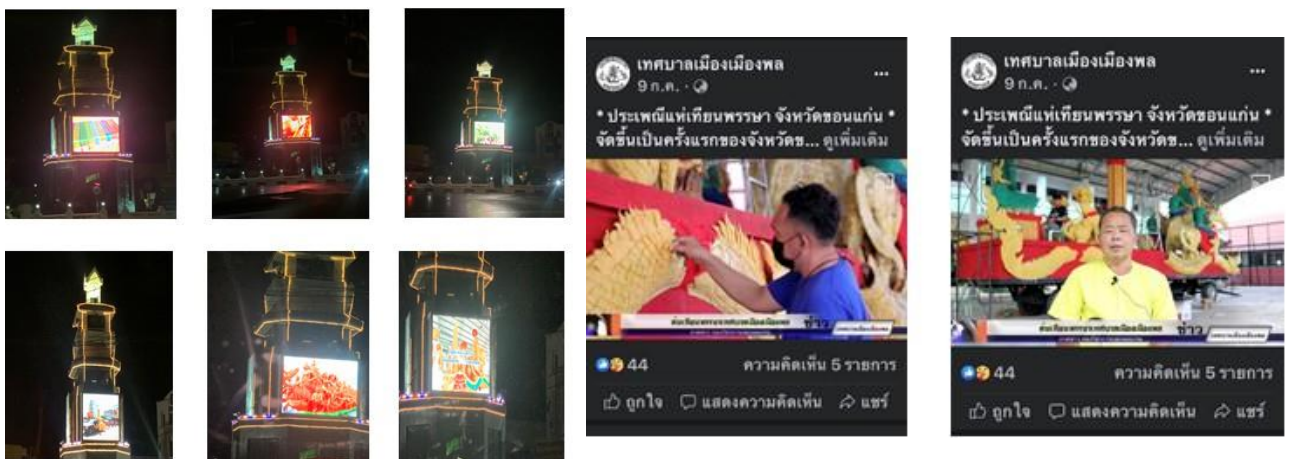 เทศบาลเมืองเมืองพล
9 ก.ค.
* ประเพณีแห่เทียนพรรษา จังหวัดขอนแก่น *
จัดขึ้นเป็นครั้งแรกของจังหวัดข... ดูเพิ่มเติม
ข่าว
44
ความคิดเห็น 5 รายการ
ถูกใจ แสดงความคิดเห็น แชร์
เทศบาลเมืองเมืองพล
9 ก.ค.
* ประเพณีแห่เทียนพรรษา จังหวัดขอนแก่น *
จัดขึ้นเป็นครั้งแรกของจังหวัดข... ดูเพิ่มเติม
ข่าว
44
ความคิดเห็น 5 รายการ
ถูกใจ แสดงความคิดเห็น แชร์